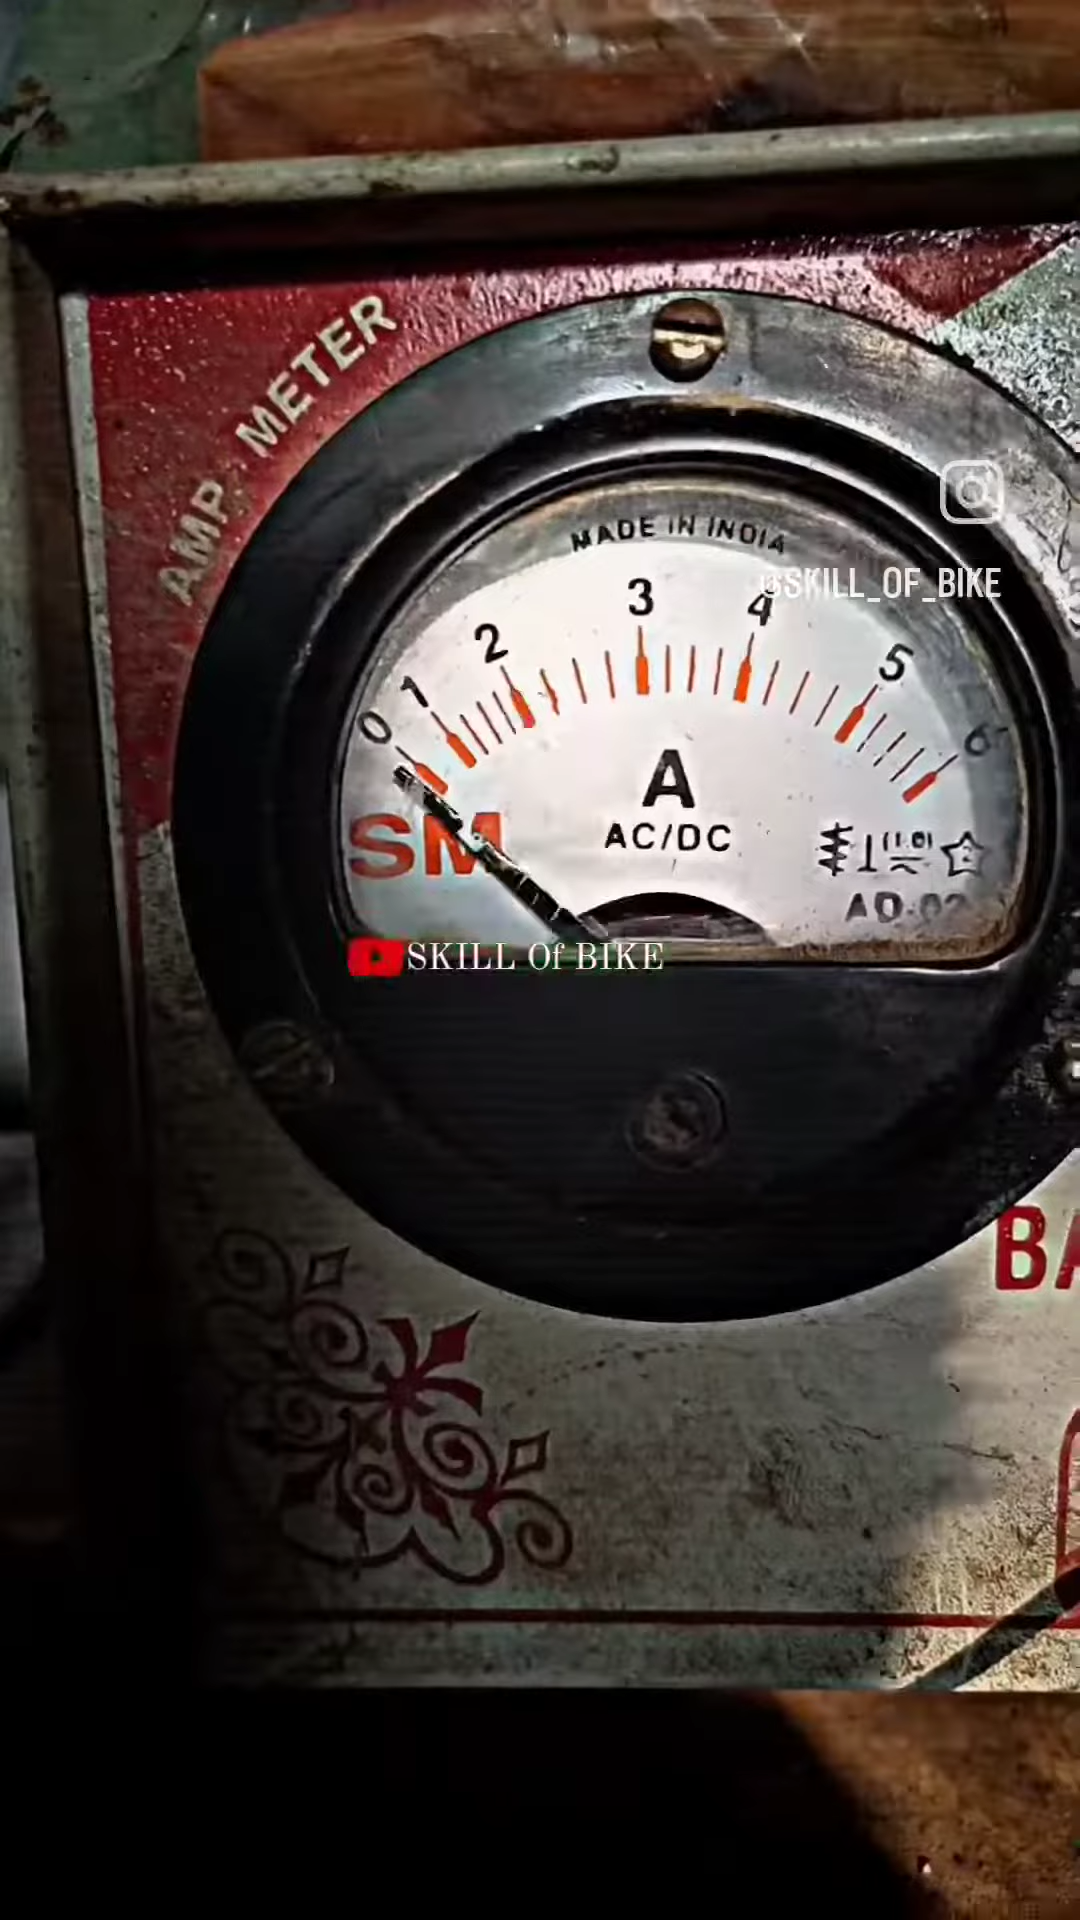 AMP METER
MADE IN INDIA
@SKILL_OF_BIKE
0 1 2 3 4 5 6
A
AC/DC
SM
SKILL Of BIKE